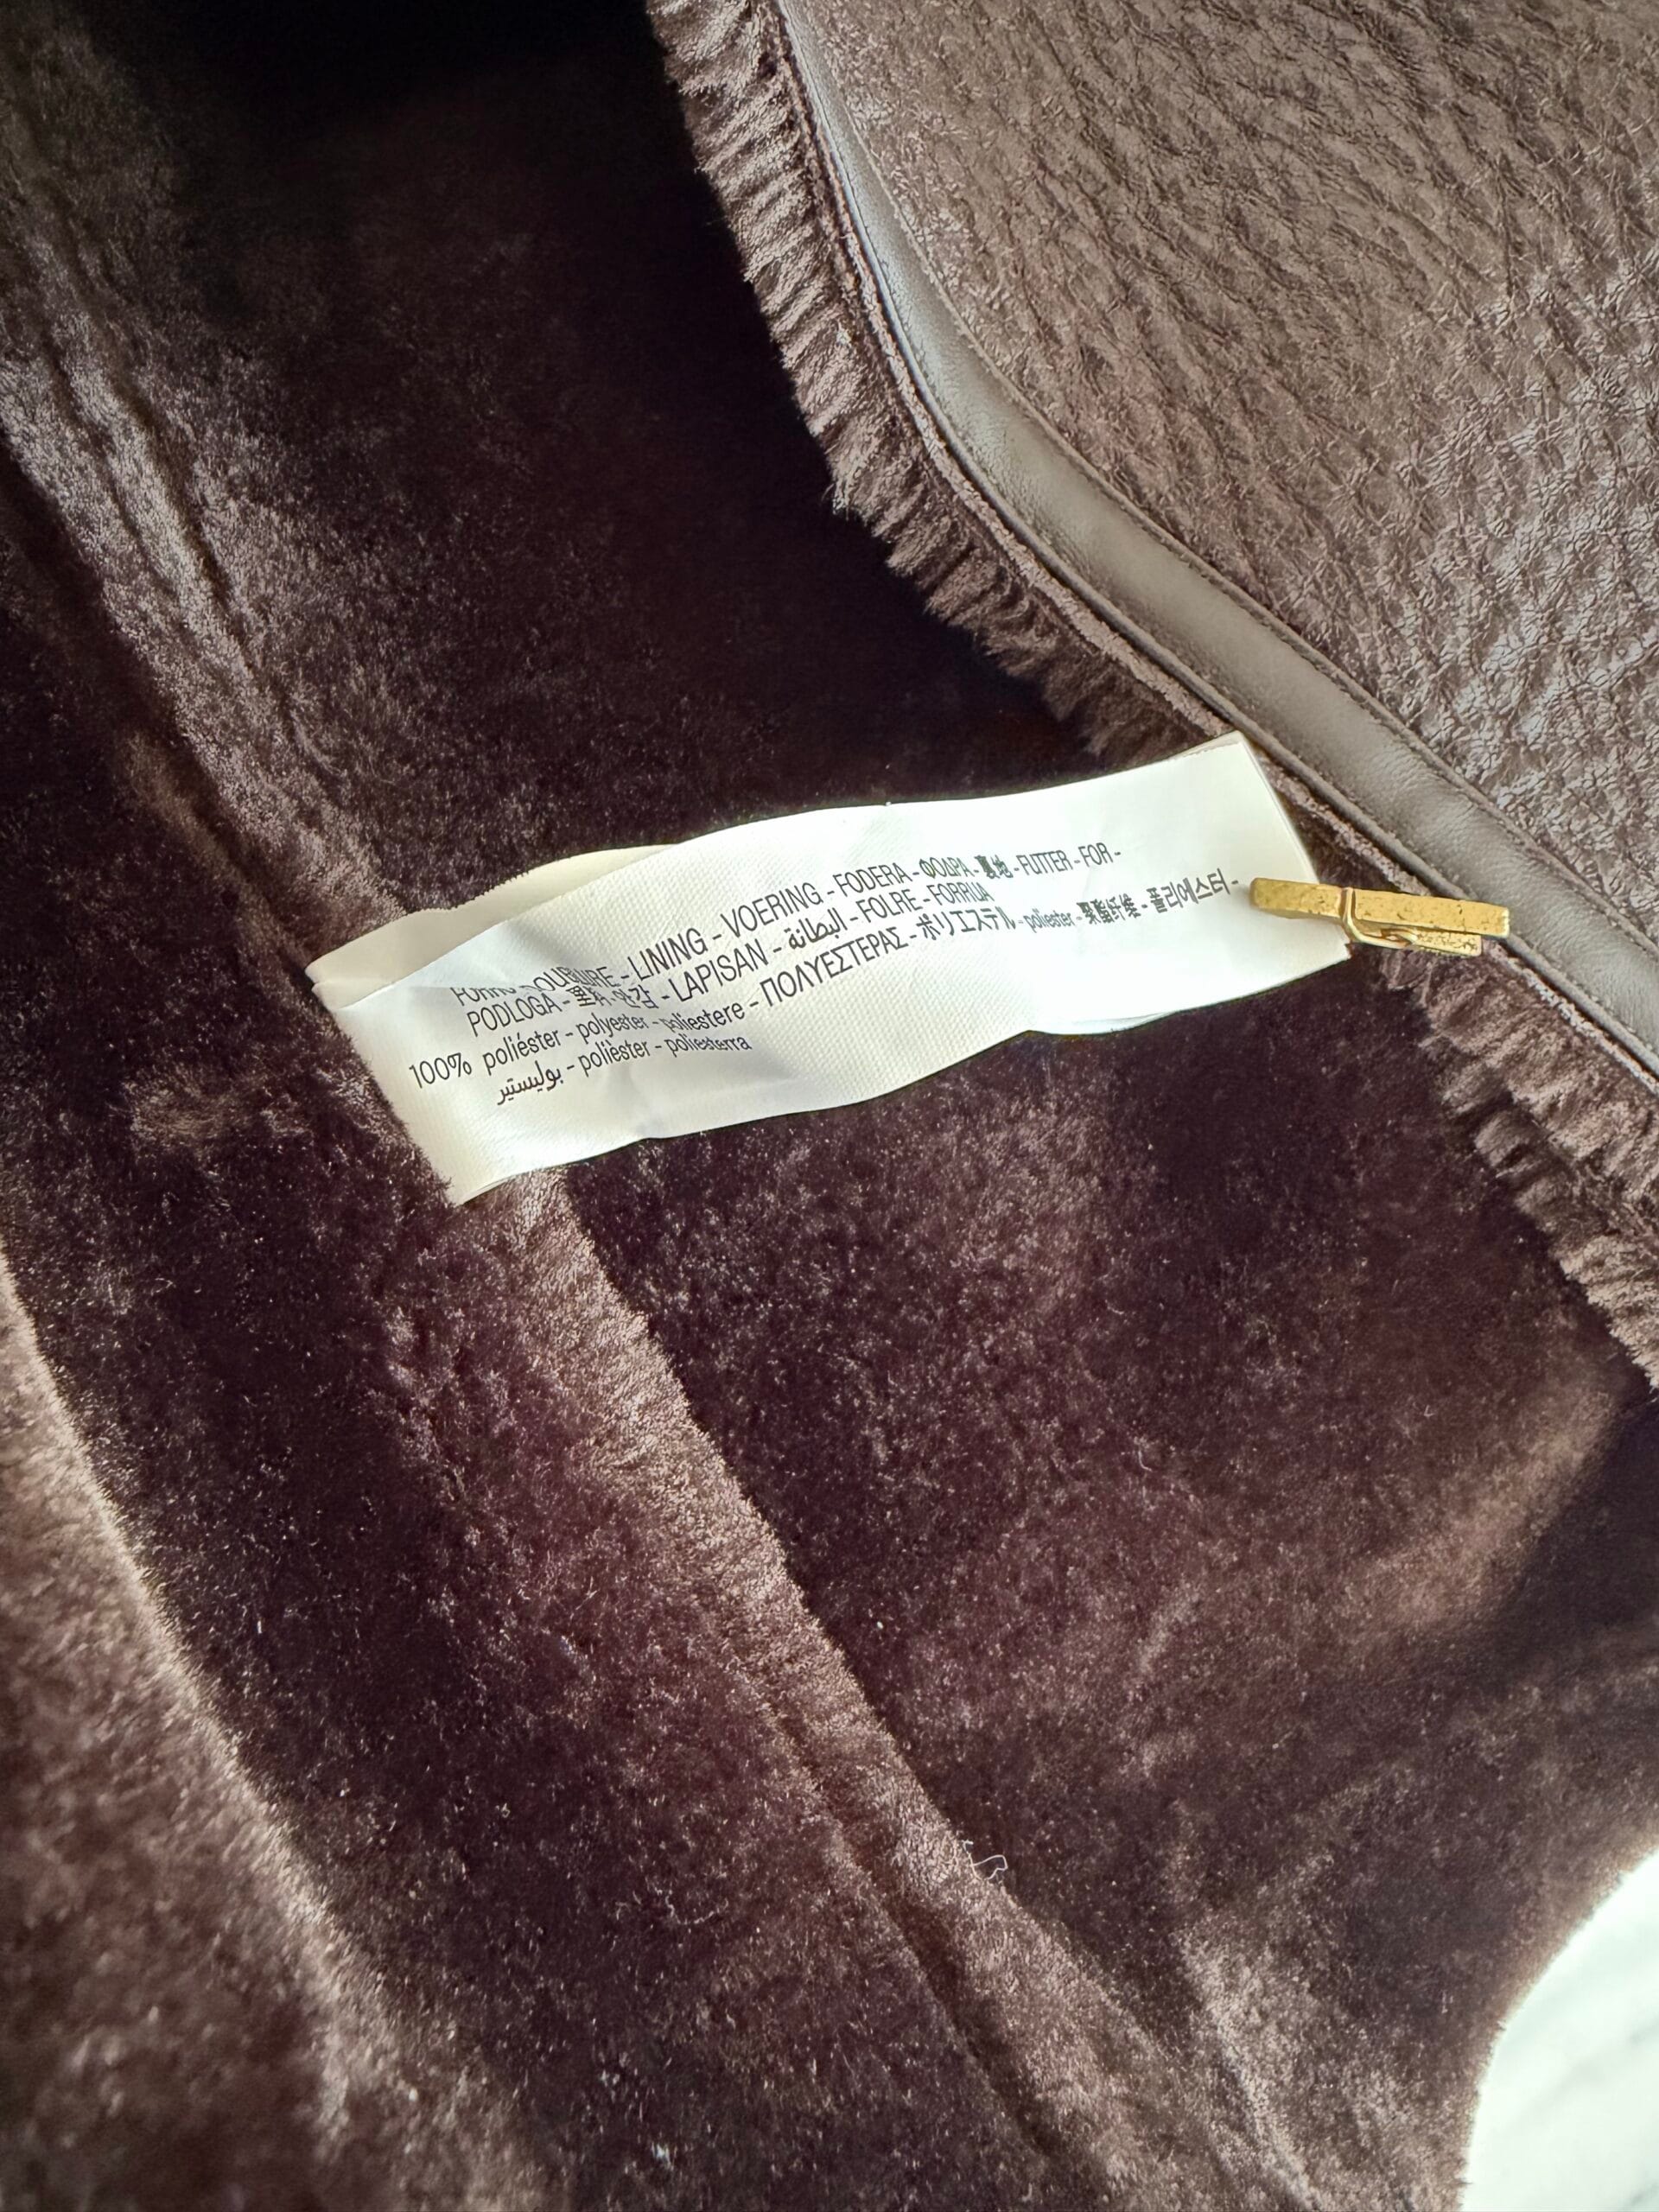 FORRO - DOUBLURE - LINING - VOERING - FODERA - ΦΟΔΡΑ - 裏地 - FUTTER - FOR -
PODLOGA - 里料 - 안감 - LAPISAN - البطانة - FOLRE - FORRUA
100% poliéster - polyester - poliestere - ΠΟΛΥΕΣΤΕΡΑΣ - ポリエステル - poliester - 聚酯纤维 - 폴리에스터 -
بوليستير - polièster - poliesterra